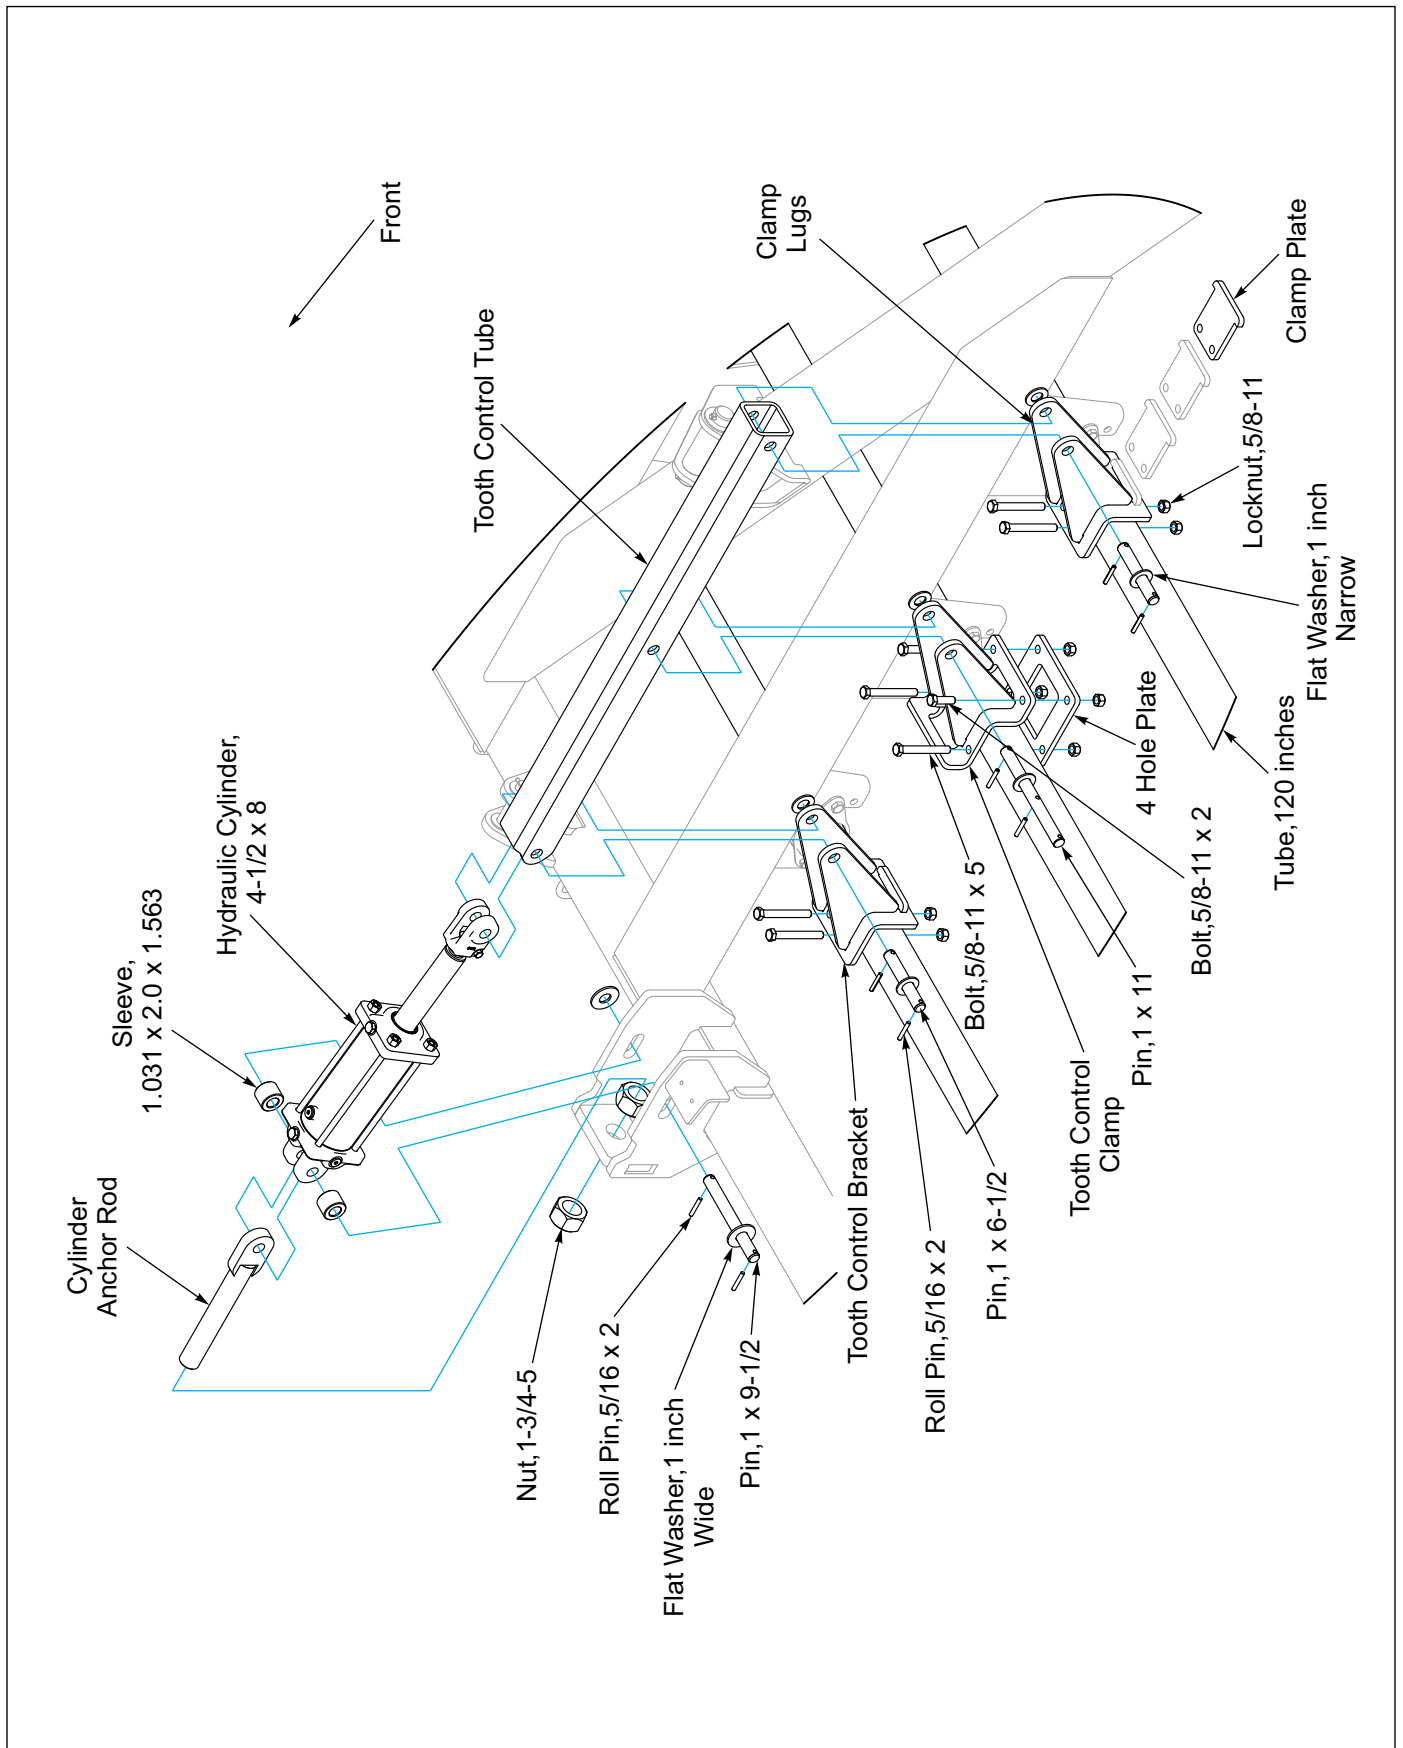 Front
Tooth Control Tube
Clamp
Lugs
Clamp Plate
Locknut,5/8-11
Flat Washer,1 inch
Narrow
Tube,120 inches
4 Hole Plate
Bolt,5/8-11 x 2
Bolt,5/8-11 x 5
Pin,1 x 11
Tooth Control
Clamp
Hydraulic Cylinder,
4-1/2 x 8
Sleeve,
1.031 x 2.0 x 1.563
Cylinder
Anchor Rod
Nut,1-3/4-5
Roll Pin,5/16 x 2
Flat Washer,1 inch
Wide
Pin,1 x 9-1/2
Tooth Control Bracket
Roll Pin,5/16 x 2
Pin,1 x 6-1/2